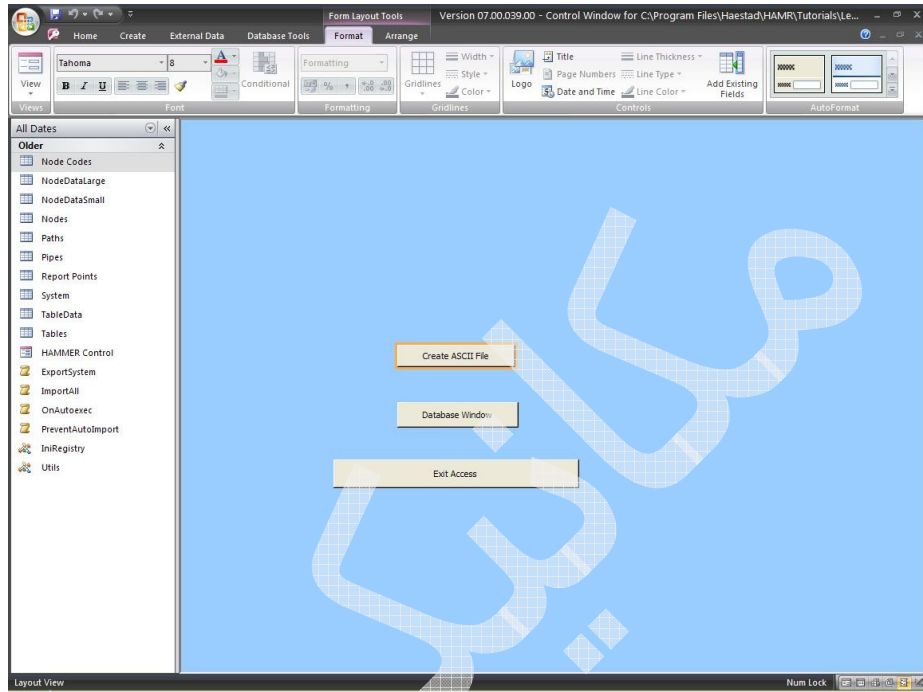 Form Layout Tools
Version 07.00.039.00 - Control Window for C:\Program Files\Haestad\HAMR\Tutorials\Le...
Home Create External Data Database Tools Format Arrange
View
Views
Tahoma 8
B I U
Conditional
Font
Formatting
Formatting
Gridlines
Width
Style
Color
Gridlines
Logo
Title
Page Numbers
Date and Time
Line Thickness
Line Type
Line Color
Add Existing Fields
Controls
AutoFormat
All Dates
Older
Node Codes
NodeDataLarge
NodeDataSmall
Nodes
Paths
Pipes
Report Points
System
TableData
Tables
HAMMER Control
ExportSystem
ImportAll
OnAutoexec
PreventAutoImport
IniRegistry
Utils
Create ASCII File
Database Window
Exit Access
Layout View
Num Lock